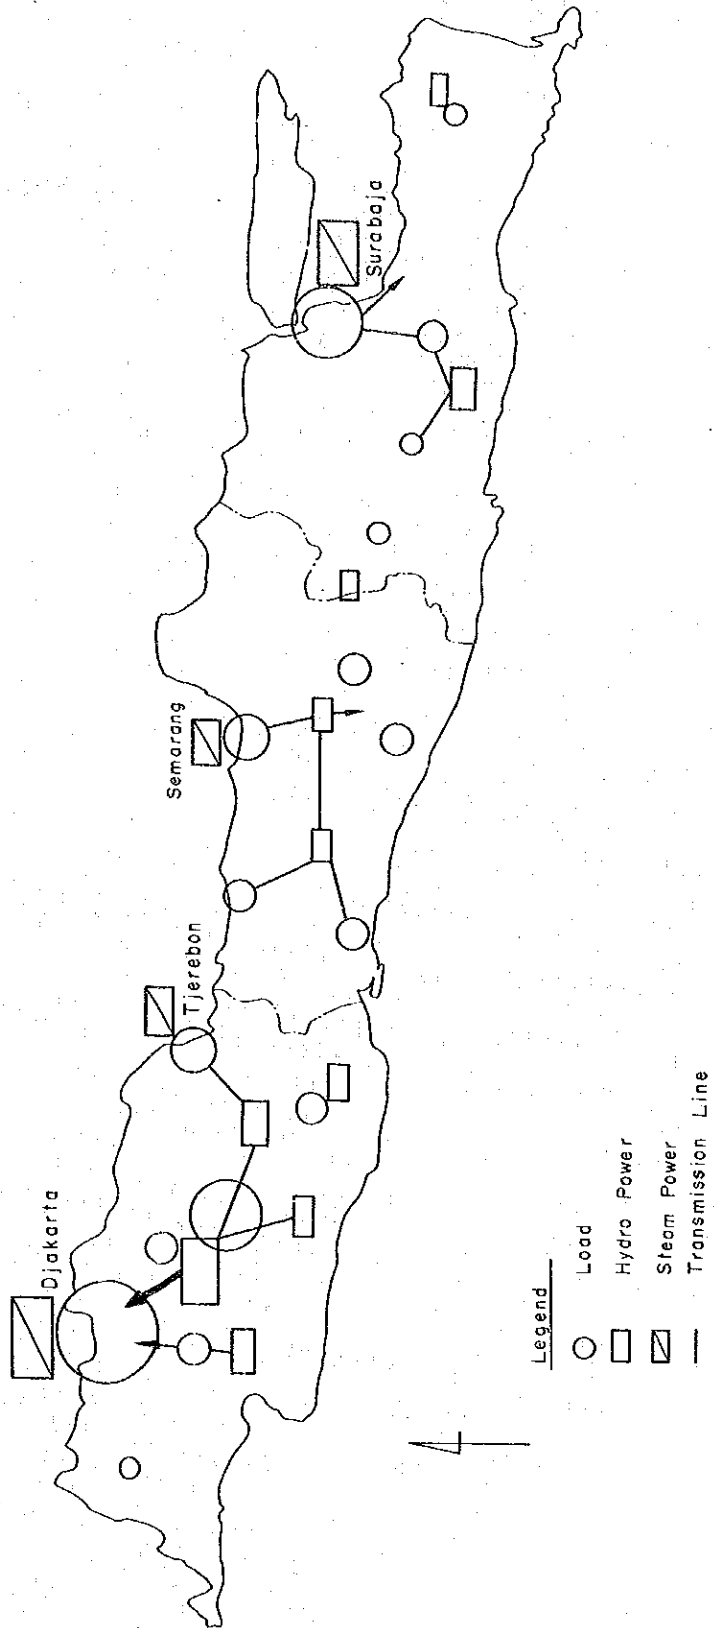 Djakarta
Tjerebon
Semarang
Surabaja
Legend
Load
Hydro Power
Steam Power
Transmission Line